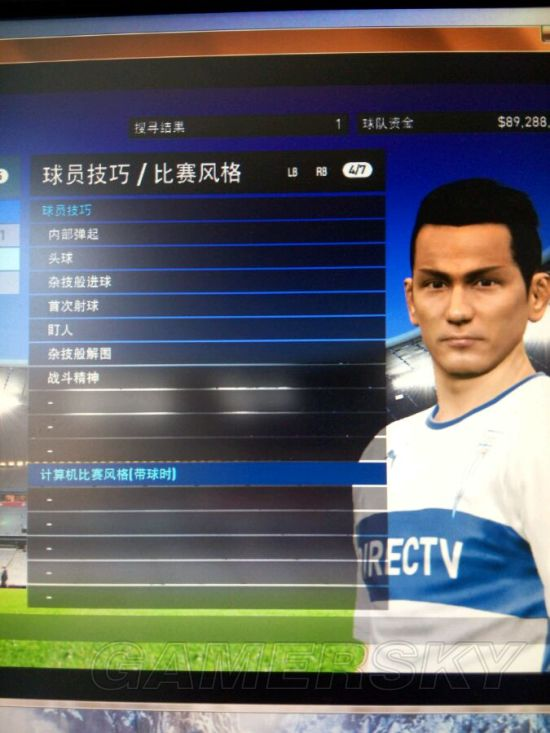 搜寻结果 1 球队资金 $89,288,
球员技巧 / 比赛风格 LB RB 4/7
球员技巧
内部弹起
头球
杂技般进球
首次射球
盯人
杂技般解围
战斗精神
-
-
-
计算机比赛风格(带球时)
-
-
-
-
-
DIRECTV
GAMERSKY